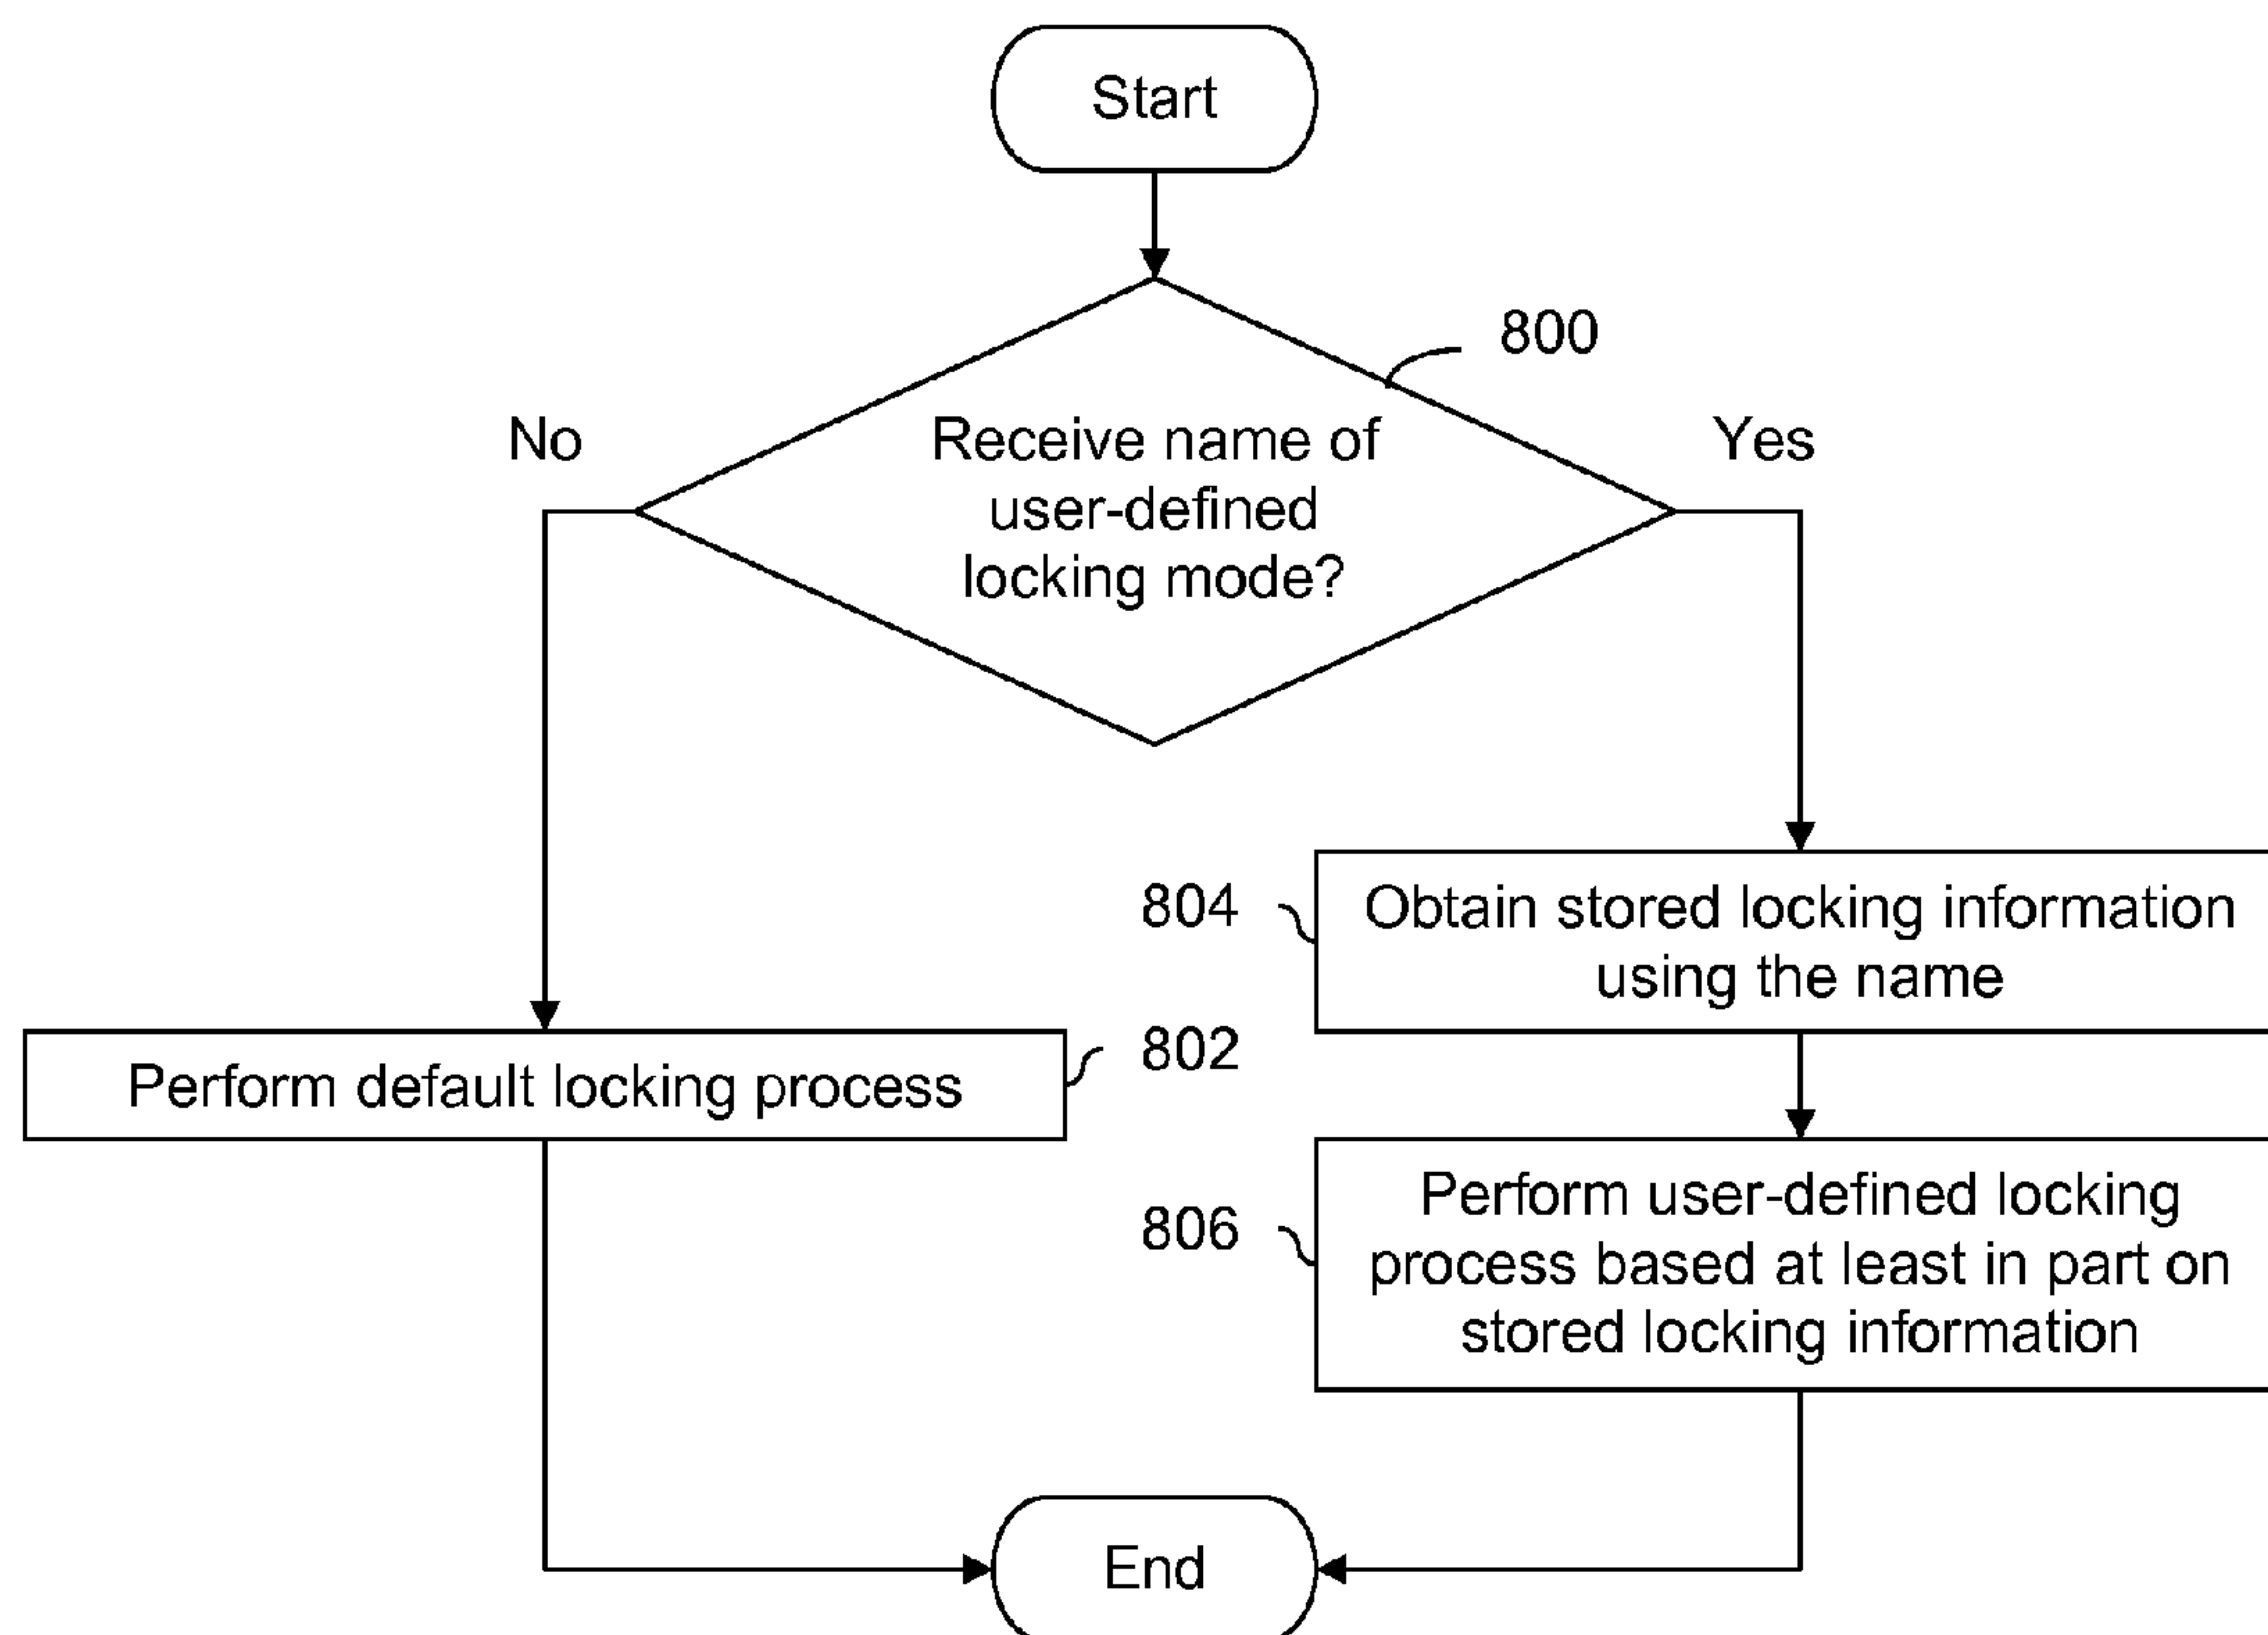 Start
800
Receive name of
user-defined
locking mode?
No
Yes
804
Obtain stored locking information
using the name
802
Perform default locking process
806
Perform user-defined locking
process based at least in part on
stored locking information
End